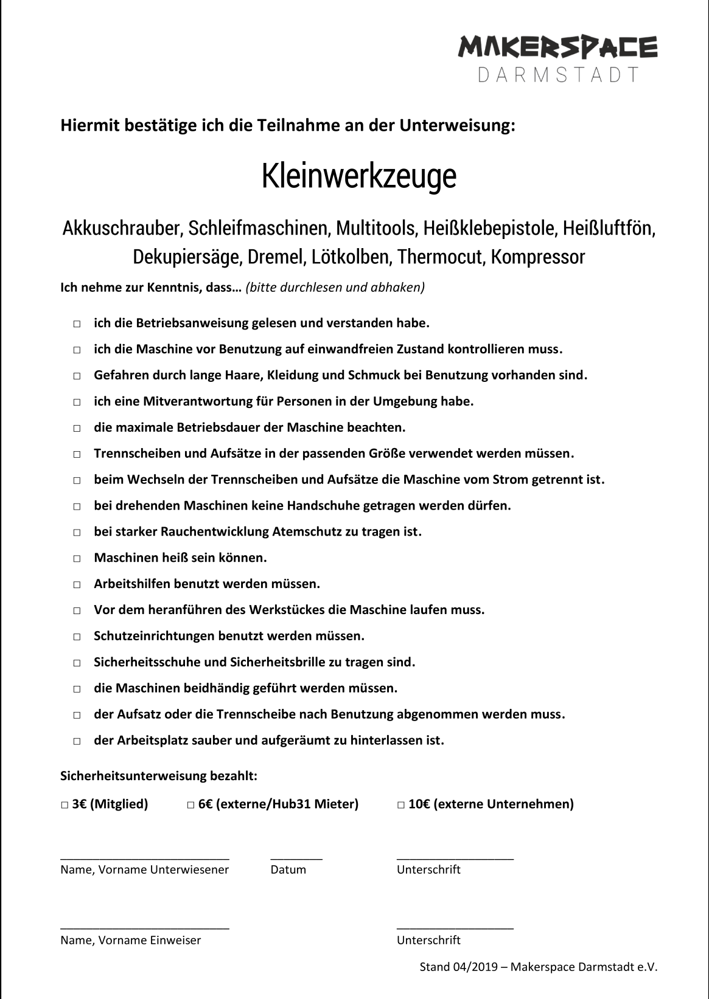 MAKERSPACE
DARMSTADT
Hiermit bestätige ich die Teilnahme an der Unterweisung:
Kleinwerkzeuge
Akkuschrauber, Schleifmaschinen, Multitools, Heißklebepistole, Heißluftfön,
Dekupiersäge, Dremel, Lötkolben, Thermocut, Kompressor
Ich nehme zur Kenntnis, dass… (bitte durchlesen und abhaken)
□ ich die Betriebsanweisung gelesen und verstanden habe.
□ ich die Maschine vor Benutzung auf einwandfreien Zustand kontrollieren muss.
□ Gefahren durch lange Haare, Kleidung und Schmuck bei Benutzung vorhanden sind.
□ ich eine Mitverantwortung für Personen in der Umgebung habe.
□ die maximale Betriebsdauer der Maschine beachten.
□ Trennscheiben und Aufsätze in der passenden Größe verwendet werden müssen.
□ beim Wechseln der Trennscheiben und Aufsätze die Maschine vom Strom getrennt ist.
□ bei drehenden Maschinen keine Handschuhe getragen werden dürfen.
□ bei starker Rauchentwicklung Atemschutz zu tragen ist.
□ Maschinen heiß sein können.
□ Arbeitshilfen benutzt werden müssen.
□ Vor dem heranführen des Werkstückes die Maschine laufen muss.
□ Schutzeinrichtungen benutzt werden müssen.
□ Sicherheitsschuhe und Sicherheitsbrille zu tragen sind.
□ die Maschinen beidhändig geführt werden müssen.
□ der Aufsatz oder die Trennscheibe nach Benutzung abgenommen werden muss.
□ der Arbeitsplatz sauber und aufgeräumt zu hinterlassen ist.
Sicherheitsunterweisung bezahlt:
□ 3€ (Mitglied) □ 6€ (externe/Hub31 Mieter) □ 10€ (externe Unternehmen)
Name, Vorname Unterwiesener Datum Unterschrift
Name, Vorname Einweiser Unterschrift
Stand 04/2019 – Makerspace Darmstadt e.V.